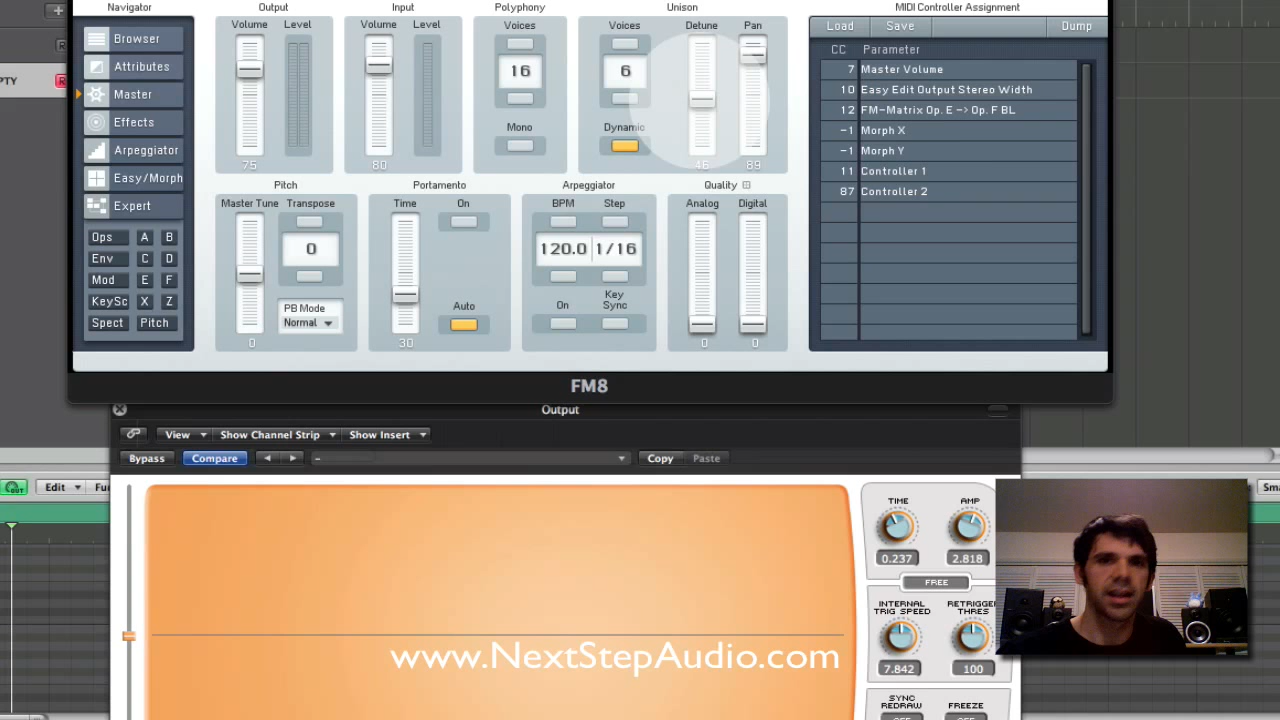 Navigator
Browser
Attributes
Master
Effects
Arpeggiator
Easy/Morph
Expert
Ops A B
Env C D
Mod E F
KeySc X Z
Spect Pitch
Output
Volume Level
75
Input
Volume Level
80
Polyphony
Voices
16
Mono
Unison
Voices Detune Pan
6
Dynamic
46 89
Pitch
Master Tune Transpose
0
PB Mode
Normal
0
Portamento
Time On
Auto
30
Arpeggiator
BPM Step
120.0 1/16
On Key Sync
Quality
Analog Digital
0 0
MIDI Controller Assignment
Load Save Dump
CC Parameter
7 Master Volume
10 Easy Edit Output Stereo Width
12 FM-Matrix Op. E -> Op. F BL
-1 Morph X
-1 Morph Y
11 Controller 1
87 Controller 2
FM8
Output
View Show Channel Strip Show Insert
Bypass Compare - Copy Paste
Edit
TIME AMP
0.237 2.818
FREE
INTERNAL TRIG SPEED
7.842
100
SYNC REDRAW FREEZE
www.NextStepAudio.com